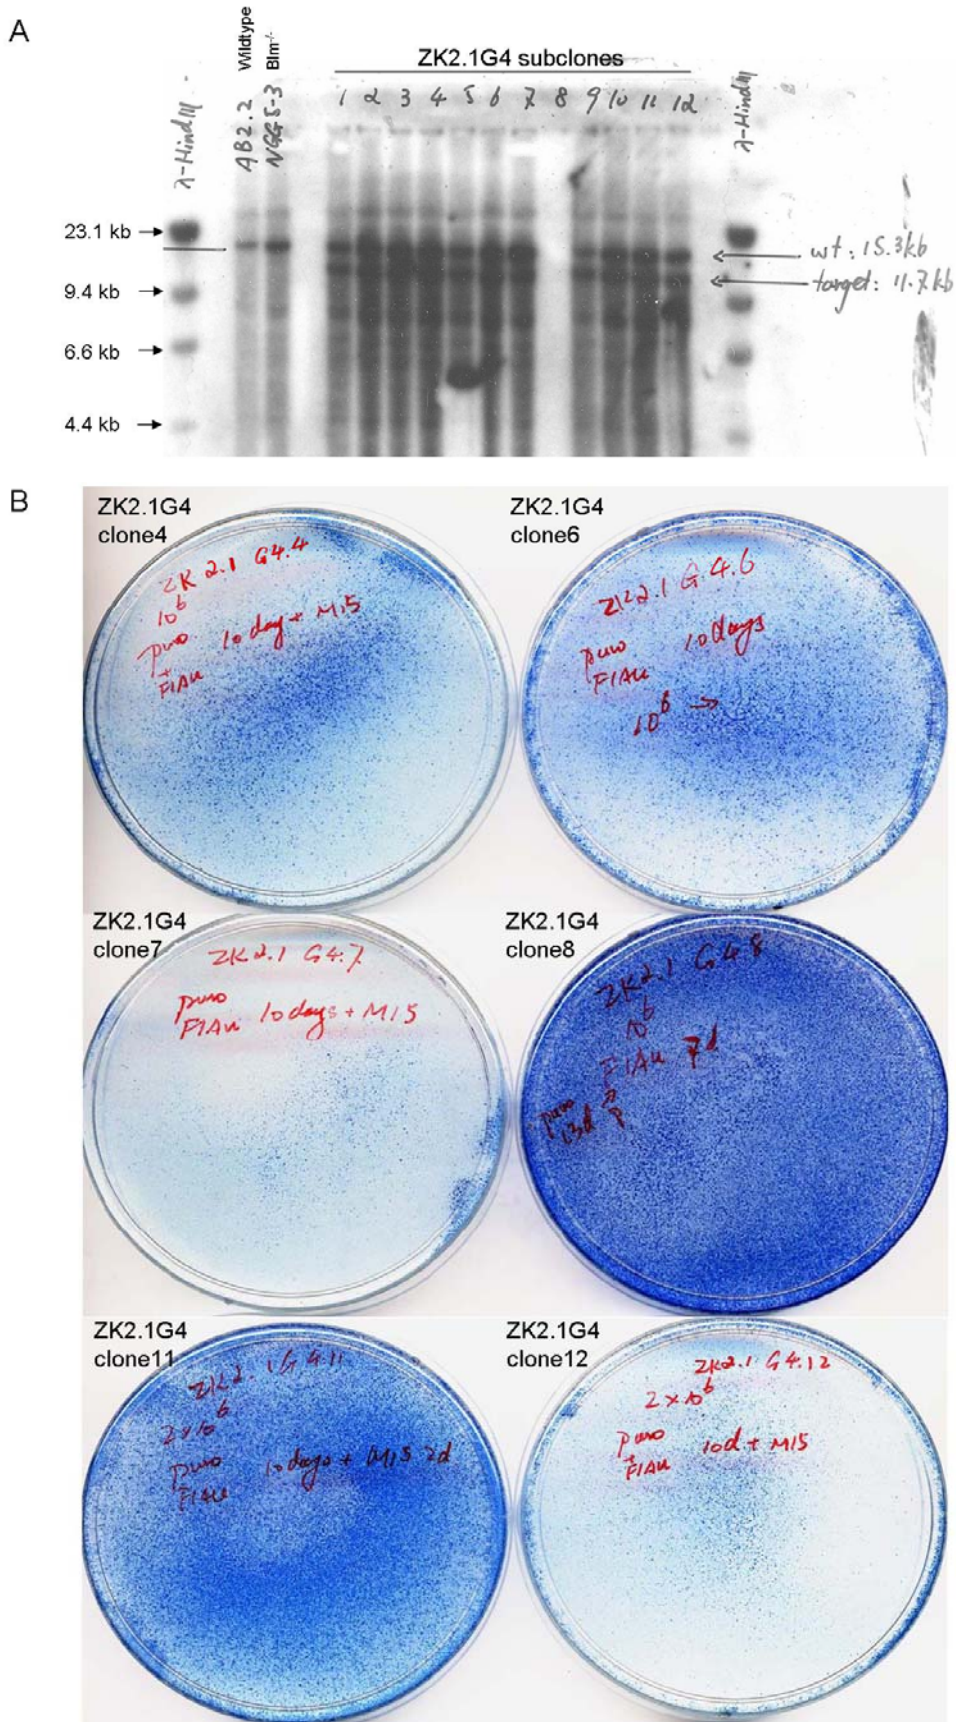 A
Wildtype
Blm-/-
ZK2.1G4 subclones
λ-HindIII
AB2.2
NGG5-3
1 2 3 4 5 6 7 8 9 10 11 12
λ-HindIII
23.1 kb
wt: 15.3kb
9.4 kb
target: 11.7kb
6.6 kb
4.4 kb
B
ZK2.1G4
clone4
ZK 2.1 G4.4
10^6
puro
+
FIAU
10 day + M15
ZK2.1G4
clone6
ZK2.1 G.4.6
puro
FIAU
10 days
10^6 →
ZK2.1G4
clone7
ZK2.1 G4.7
puro
FIAU 10 days + M15
ZK2.1G4
clone8
ZK2.1 G4.8
10^6
FIAU 7d
puro
13d
ZK2.1G4
clone11
ZK2.1G4.11
2×10^6
puro
FIAU
10 days + M15 2d
ZK2.1G4
clone12
ZK2.1 G4.12
2×10^6
puro
+
FIAU
10d + M15